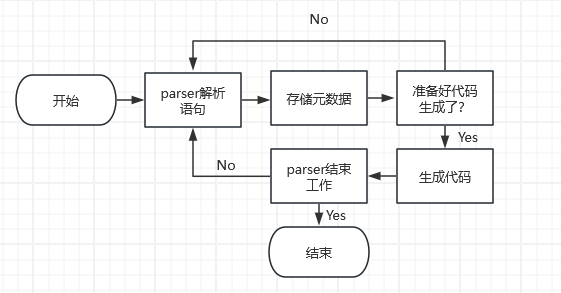 No
开始
parser解析
语句
存储元数据
准备好代码
生成了？
Yes
No
parser结束
工作
生成代码
Yes
结束